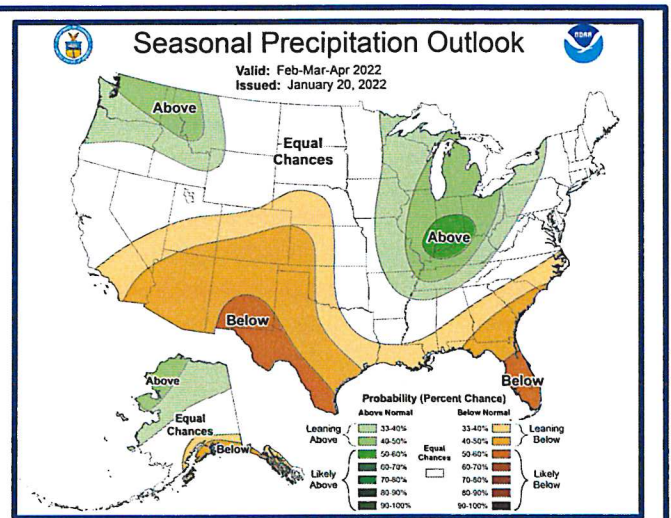 Seasonal Precipitation Outlook
Valid: Feb-Mar-Apr 2022
Issued: January 20, 2022
NOAA
Above
Equal
Chances
Above
Below
Below
Above
Equal
Chances
Below
Probability (Percent Chance)
Above Normal
Below Normal
Leaning
Above
33-40%
40-50%
50-60%
Likely
Above
60-70%
70-80%
80-90%
90-100%
Equal
Chances
33-40%
40-50%
50-60%
Leaning
Below
60-70%
70-80%
80-90%
90-100%
Likely
Below